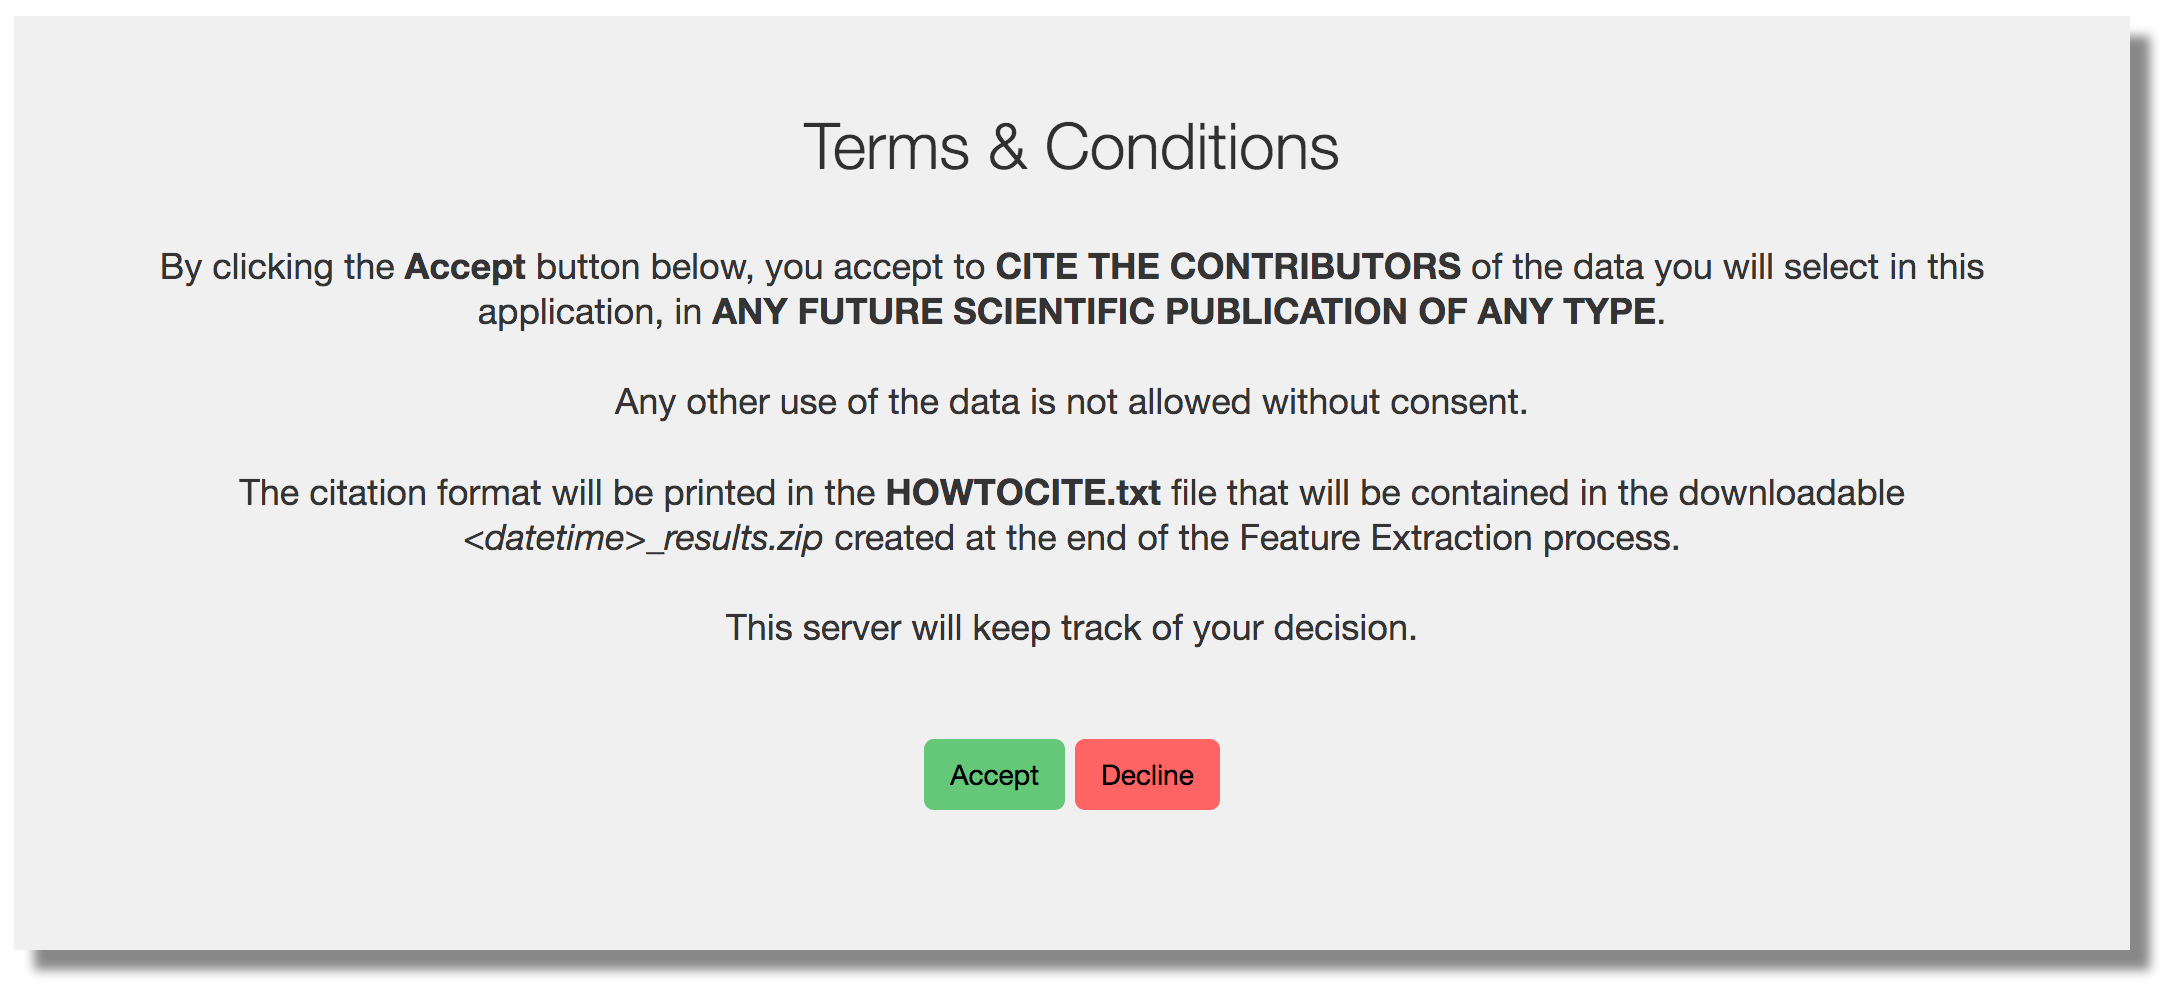 Terms & Conditions
By clicking the Accept button below, you accept to CITE THE CONTRIBUTORS of the data you will select in this
application, in ANY FUTURE SCIENTIFIC PUBLICATION OF ANY TYPE.
Any other use of the data is not allowed without consent.
The citation format will be printed in the HOWTOCITE.txt file that will be contained in the downloadable
<datetime>_results.zip created at the end of the Feature Extraction process.
This server will keep track of your decision.
Accept Decline